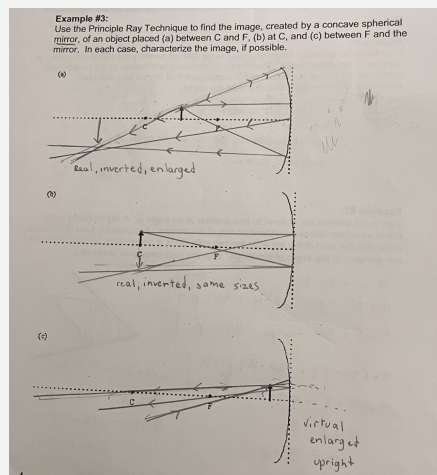 Example #3:
Use the Principle Ray Technique to find the image, created by a concave spherical
mirror, of an object placed (a) between C and F, (b) at C, and (c) between F and the
mirror. In each case, characterize the image, if possible.
(a)
C
F
Real, inverted, enlarged
(b)
C
F
real, inverted, same sizes
(c)
C
F
virtual
enlarged
upright